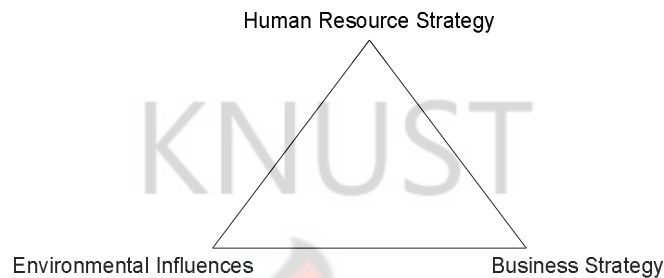 Human Resource Strategy
KNUST
Environmental Influences
Business Strategy